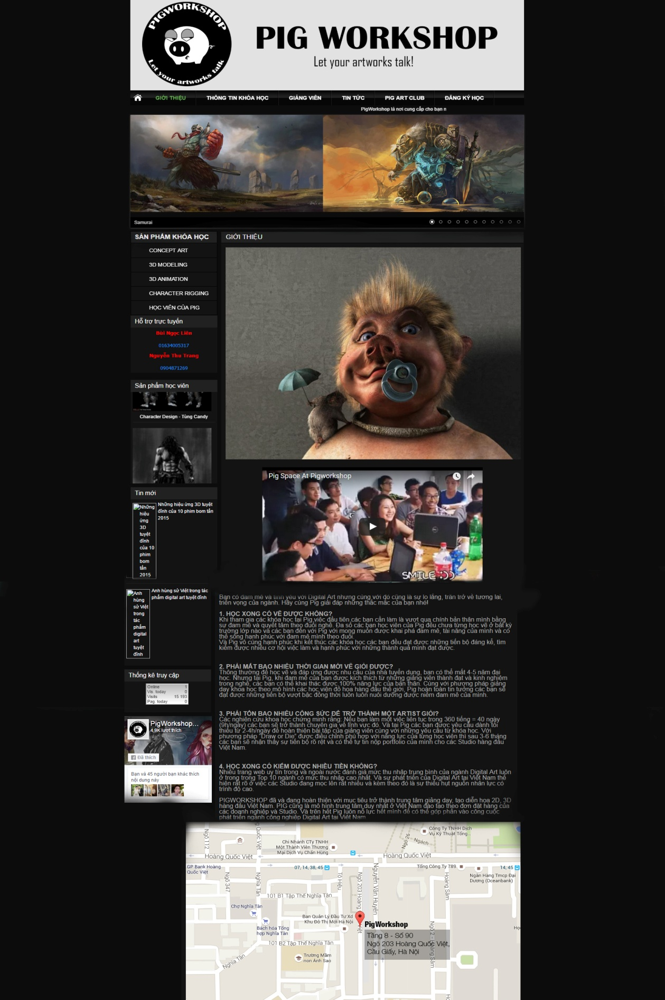 PIGWORKSHOP
Let your artworks talk
PIG WORKSHOP
Let your artworks talk!
GIỚI THIỆU
THÔNG TIN KHÓA HỌC
GIẢNG VIÊN
TIN TỨC
PIG ART CLUB
ĐĂNG KÝ HỌC
PigWorkshop là nơi cung cấp cho bạn n
Samurai
SẢN PHẨM KHÓA HỌC
CONCEPT ART
3D MODELING
3D ANIMATION
CHARACTER RIGGING
HỌC VIÊN CỦA PIG
Hỗ trợ trực tuyến
Bùi Ngọc Liên
01634005317
Nguyễn Thu Trang
0904871269
Sản phẩm học viên
Character Design - Tùng Candy
Tin mới
Những hiệu ứng 3D tuyệt
đỉnh của 10 phim bom tấn
2015
Những
hiệu
ứng
3D
tuyệt
đỉnh
của 10
phim
bom
tấn
2015
Anh hùng sử Việt trong tác
phẩm digital art tuyệt đỉnh
Anh
hùng
sử Việt
trong
tác
phẩm
digital
art
tuyệt
đỉnh
Thống kê truy cập
Online 1
Vis. today 0
Visits 15 193
Pag. today 0
PigWorkshop...
4,9K lượt thích
Đã thích
Bạn và 45 người bạn khác thích
nội dung này
GIỚI THIỆU
Pig Space At Pigworkshop
DELL
SMILE :))
Bạn có đam mê và tình yêu với Digital Art nhưng cùng với đó cũng là sự lo lắng, trăn trở về tương lai,
triển vọng của ngành. Hãy cùng Pig giải đáp những thắc mắc của bạn nhé!
1. HỌC XONG CÓ VẼ ĐƯỢC KHÔNG?
Khi tham gia các khóa học tại Pig,việc đầu tiên các bạn cần làm là vượt qua chính bản thân mình bằng
sự đam mê và quyết tâm theo đuổi nghề. Đa số các bạn học viên của Pig đều chưa từng học vẽ ở bất kỳ
trường lớp nào và các bạn đến với Pig với mong muốn được khai phá đam mê, tài năng của mình và có
thể sống hạnh phúc với đam mê mình theo đuổi.
Và Pig vô cùng hạnh phúc khi kết thúc các khóa học các bạn đều đạt được những tiến bộ đáng kể, tìm
kiếm được nhiều cơ hội việc làm và hạnh phúc với những thành quả mình đạt được.
2. PHẢI MẤT BAO NHIÊU THỜI GIAN MỚI VẼ GIỎI ĐƯỢC?
Thông thường để học vẽ và đáp ứng được nhu cầu của nhà tuyển dụng, bạn có thể mất 4-5 năm đại
học. Nhưng tại Pig, khi đam mê của bạn được kích thích từ những giảng viên thành đạt và kinh nghiệm
trong nghề, các bạn có thể khai thác được 100% năng lực của bản thân. Cùng với phương pháp giảng
dạy khóa học theo mô hình các học viện đồ họa hàng đầu thế giới, Pig hoàn toàn tin tưởng các bạn sẽ
đạt được những tiến bộ vượt bậc đồng thời luôn luôn nuôi dưỡng được niềm đam mê của mình.
3. PHẢI TỐN BAO NHIÊU CÔNG SỨC ĐỂ TRỞ THÀNH MỘT ARTIST GIỎI?
Các nghiên cứu khoa học chứng minh rằng: Nếu bạn làm một việc liên tục trong 360 tiếng = 40 ngày
(9h/ngày) các bạn sẽ trở thành chuyên gia về lĩnh vực đó. Và tại Pig các bạn được yêu cầu dành tối
thiểu từ 2-4h/ngày để hoàn thiện bài tập của giảng viên cùng với những yêu cầu từ khóa học. Với
phương pháp “Draw or Die” được điều chỉnh phù hợp với năng lực của từng học viên thì sau 3-6 tháng
các bạn sẽ nhận thấy sự tiến bộ rõ rệt và có thể tự tin nộp portfolio của mình cho các Studio hàng đầu
Việt Nam.
4. HỌC XONG CÓ KIẾM ĐƯỢC NHIỀU TIỀN KHÔNG?
Nhiều trang web uy tín trong và ngoài nước đánh giá mức thu nhập trung bình của ngành Digital Art luôn
ở trong trong Top 10 ngành có mức thu nhập cao nhất. Và sự phát triển của Digital Art tại Việt Nam thể
hiện rất rõ ở việc các Studio đang mọc lên rất nhiều và kèm theo đó là sự thiếu hụt nguồn nhân lực có
trình độ cao.
PIGWORKSHOP đã và đang hoàn thiện với mục tiêu trở thành trung tâm giảng dạy, tạo diễn họa 2D, 3D
hàng đầu Việt Nam. PIG cũng là mô hình trung tâm duy nhất ở Việt Nam đào tạo theo đơn đặt hàng của
các doanh nghiệp và Studio. Và trên hết Pig luôn nỗ lực hết mình để có thể góp phần vào công cuộc
phát triển ngành công nghiệp Digital Art tại Việt Nam
Ngõ 112
g Quốc Việt
Chi Nhánh CTy TNHH
Một Thành Viên Thương
Mại Dịch Vụ Chấn Hùng
Ngõ 26
Ngách
Công Ty TNHH Dịch
Vụ Kỹ Thuật Tổng...
Hoàng Quốc Việt
Hoàng Quốc Việt
GP Bank Hoàng
Quốc Việt
07, 14, 38, 45
Tổng Công Ty 789
14, 45
Ngân Hàng Tmcp Đại
Dương (Oceanbank)
Ngõ 347
Nghĩa Tân
Tô Hiệu
Ngõ 203 Hoàng
Việt
Nguyễn Văn Huyên
Hoàng Sâm
101 B1 Tập Thể Nghĩa Tân
Chợ Nghĩa Tân
Ban Quản Lý Đầu Tư Xd
Khu Đô Thị Mới Hà Nội
Bách hóa Tổng
hợp Nghĩa Tân
PigWorkshop
Tầng 8 - Số 90
Ngõ 203 Hoàng Quốc Việt,
Cầu Giấy, Hà Nội
Ngõ 2 - Hoàng Sâm
Họ
101 B2 Tập Thể Nghĩa Tân
Trường Mầm
non Ánh Sao
Nghĩa Tân